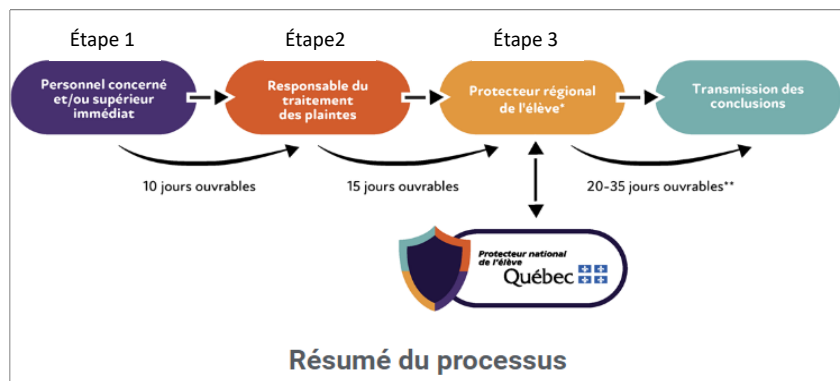 Étape 1
Étape2
Étape 3
Personnel concerné
et/ou supérieur
immédiat
Responsable du
traitement
des plaintes
Protecteur régional
de l'élève*
Transmission des
conclusions
10 jours ouvrables
15 jours ouvrables
20-35 jours ouvrables**
Protecteur national
de l'élève
Québec
Résumé du processus